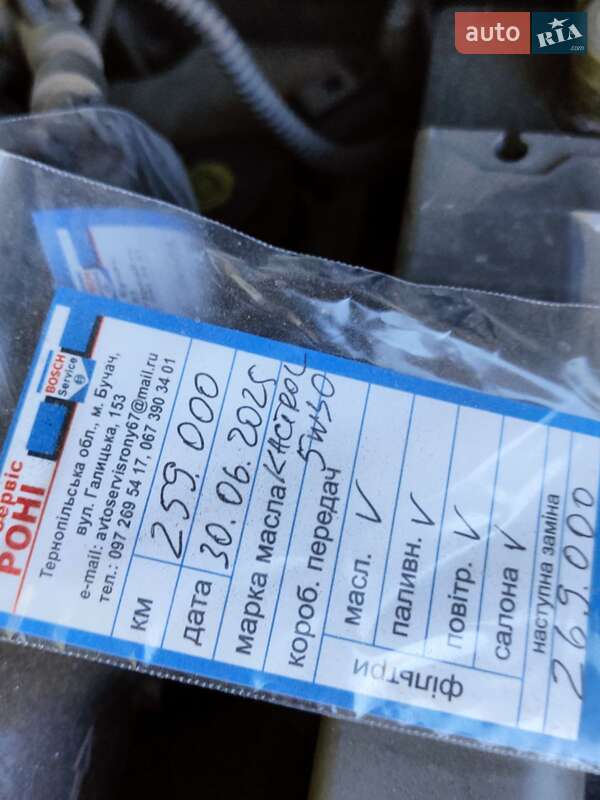 auto RIA .com
сервіс
РОНІ
BOSCH
Service
Тернопільська обл., м. Бучач,
вул. Галицька, 153
e-mail: avtoservisrony67@mail.ru
тел.: 097 269 54 17, 067 390 34 01
км 259.000
Дата 30.06.2025
марка масла КАСТРОЛ
короб. передач 5W30
фільтри
масл. V
паливн. V
повітр. V
салона V
наступна заміна
269.000